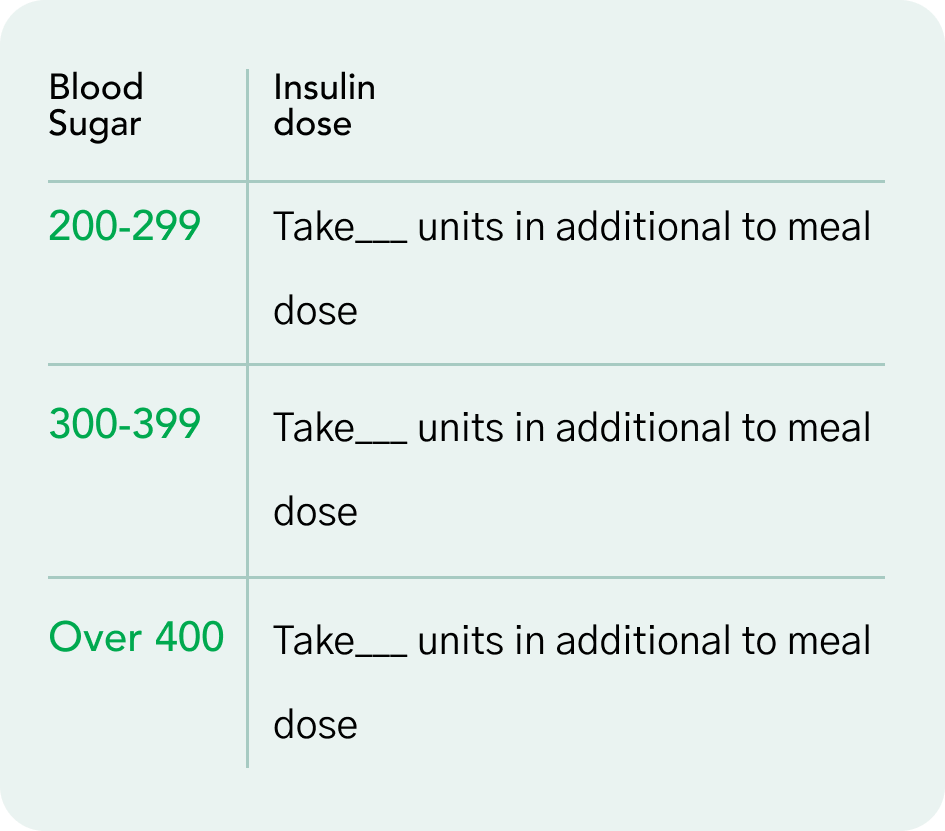 Blood
Sugar
Insulin
dose
200-299
Take___ units in additional to meal
dose
300-399
Take___ units in additional to meal
dose
Over 400
Take___ units in additional to meal
dose